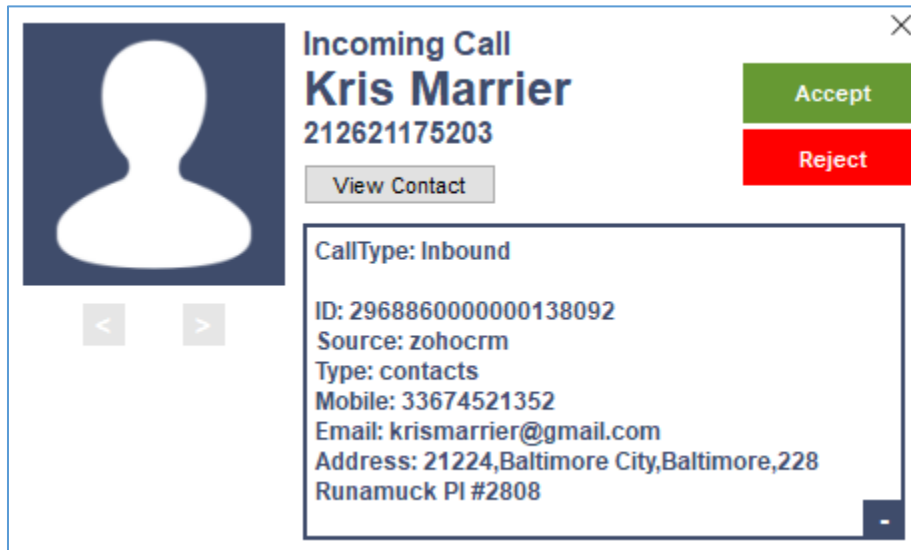 Incoming Call
Kris Marrier
212621175203
Accept
Reject
View Contact
< >
CallType: Inbound
ID: 2968860000000138092
Source: zohocrm
Type: contacts
Mobile: 33674521352
Email: krismarrier@gmail.com
Address: 21224,Baltimore City,Baltimore,228
Runamuck Pl #2808
-